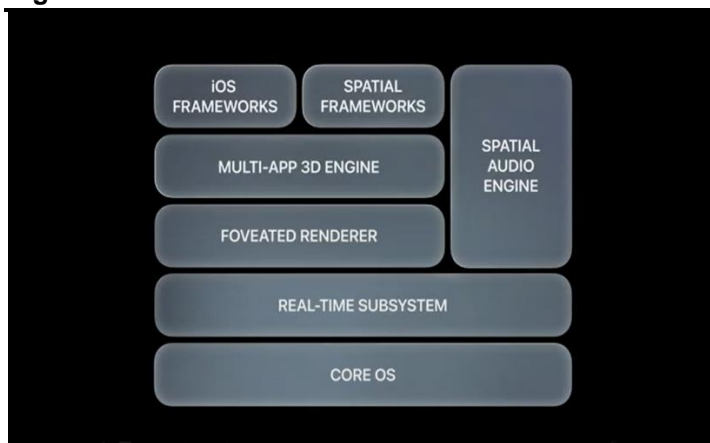 iOS
FRAMEWORKS
SPATIAL
FRAMEWORKS
SPATIAL
AUDIO
ENGINE
MULTI-APP 3D ENGINE
FOVEATED RENDERER
REAL-TIME SUBSYSTEM
CORE OS